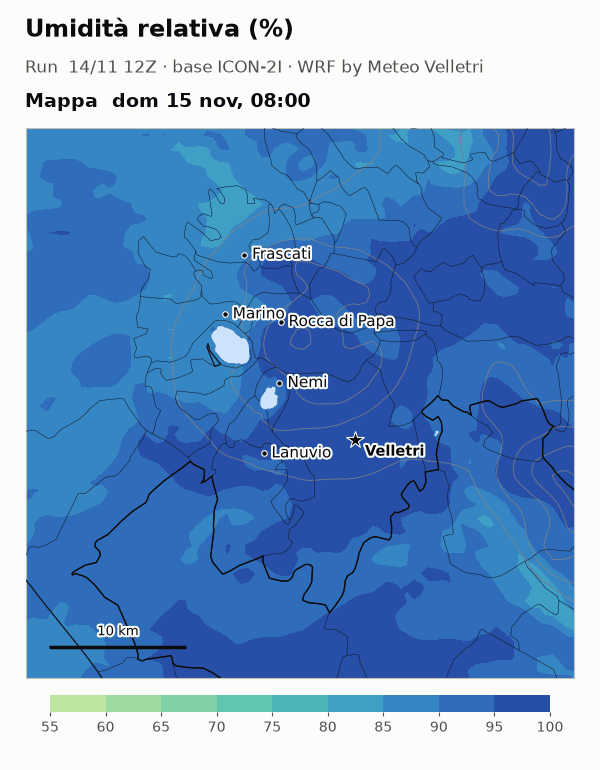 Umidità relativa (%)
Run  14/11 12Z · base ICON-2I · WRF by Meteo Velletri
Mappa  dom 15 nov, 08:00
Frascati
Marino
Rocca di Papa
Nemi
Velletri
Lanuvio
10 km
55 60 65 70 75 80 85 90 95 100